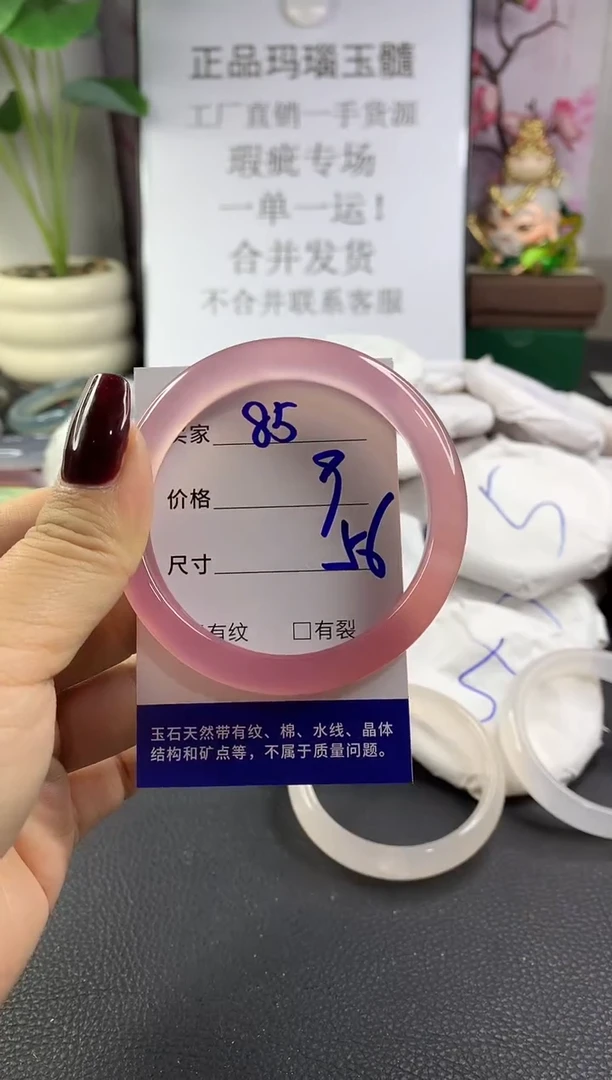 正品玛瑙玉髓
工厂直销一手货源
瑕疵专场
一单一运!
合并发货
不合并联系客服
卖家 85
价格 9
尺寸 56
有纹 □有裂
玉石天然带有纹、棉、水线、晶体
结构和矿点等,不属于质量问题。
5
5